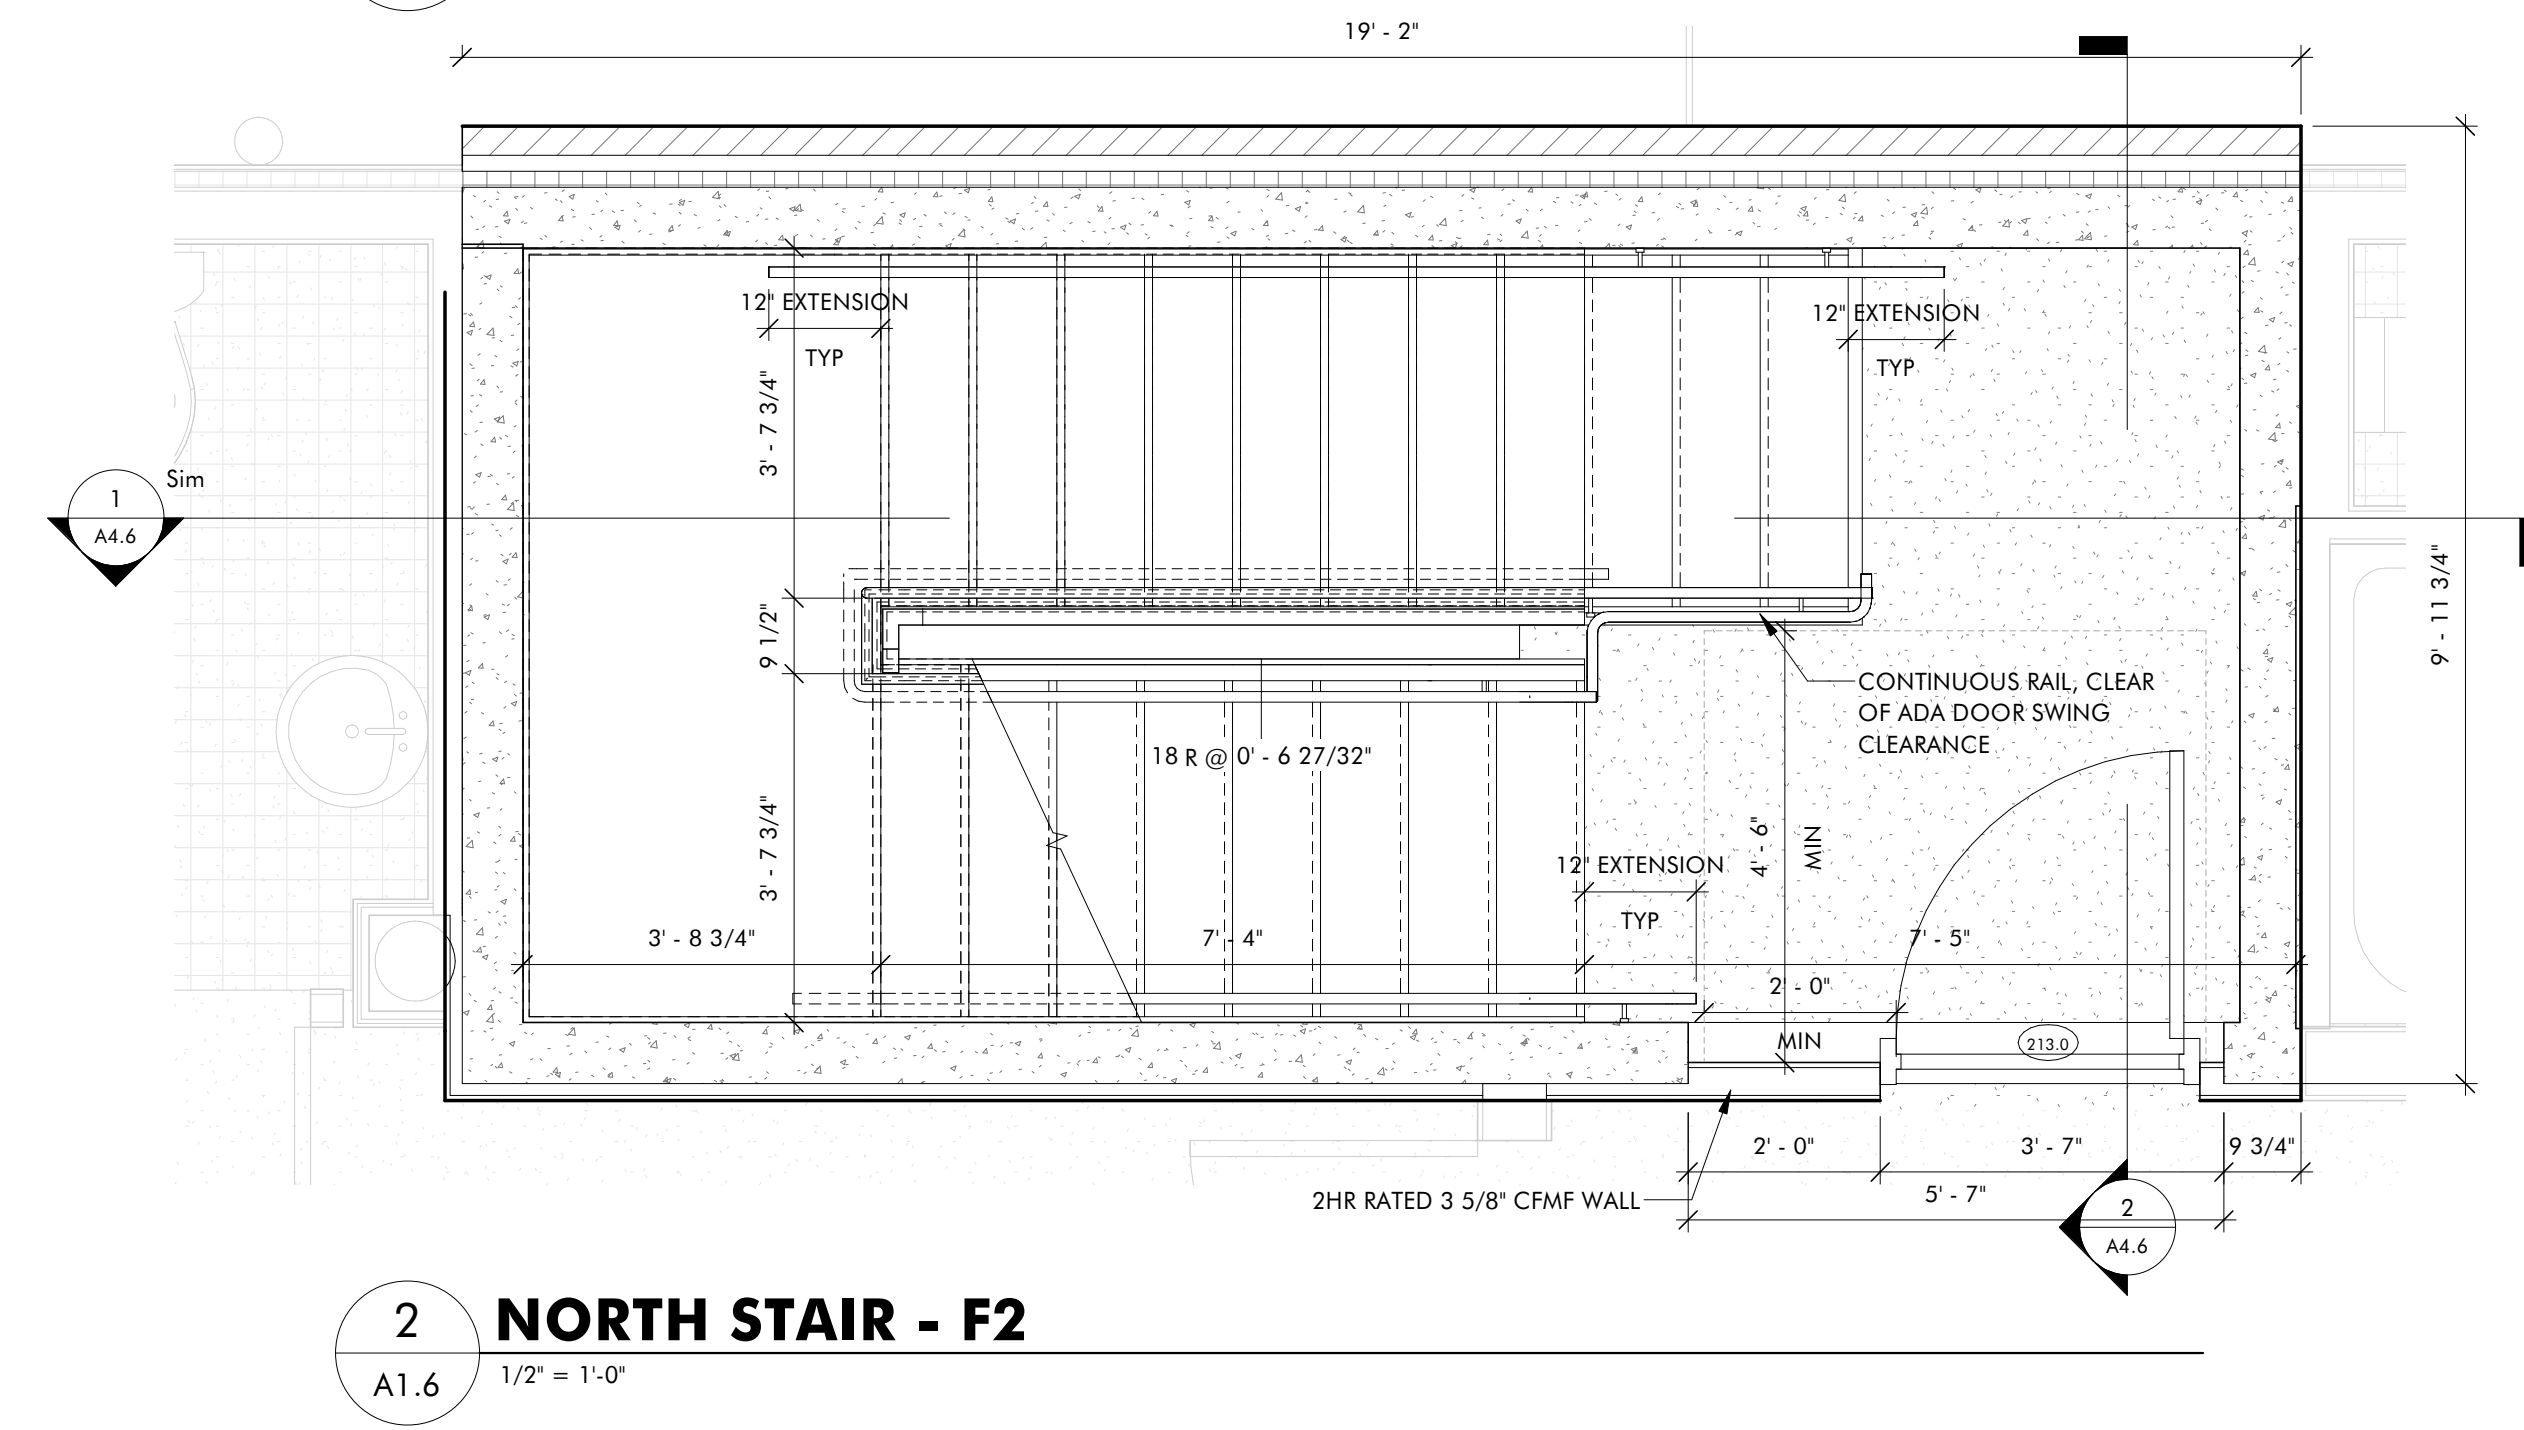 19' - 2"
12" EXTENSION
TYP
12" EXTENSION
TYP
3' - 7 3/4"
Sim
1
A4.6
9 1/2"
9' - 11 3/4"
CONTINUOUS RAIL, CLEAR
OF ADA DOOR SWING
CLEARANCE
18 R @ 0' - 6 27/32"
3' - 7 3/4"
4' - 6"
MIN
12" EXTENSION
TYP
3' - 8 3/4"
7' - 4"
7' - 5"
2' - 0"
MIN
213.0
2' - 0"
3' - 7"
9 3/4"
5' - 7"
2HR RATED 3 5/8" CFMF WALL
2
A4.6
2
A1.6
NORTH STAIR - F2
1/2" = 1'-0"